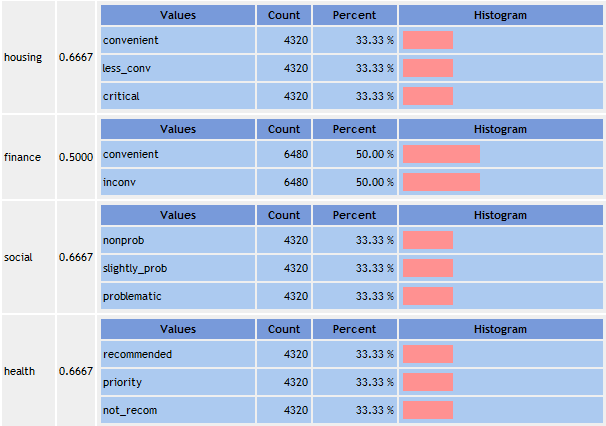 Values Count Percent Histogram
convenient 4320 33.33 %
housing 0.6667 less_conv 4320 33.33 %
critical 4320 33.33 %
Values Count Percent Histogram
finance 0.5000 convenient 6480 50.00 %
inconv 6480 50.00 %
Values Count Percent Histogram
nonprob 4320 33.33 %
social 0.6667 slightly_prob 4320 33.33 %
problematic 4320 33.33 %
Values Count Percent Histogram
recommended 4320 33.33 %
health 0.6667 priority 4320 33.33 %
not_recom 4320 33.33 %